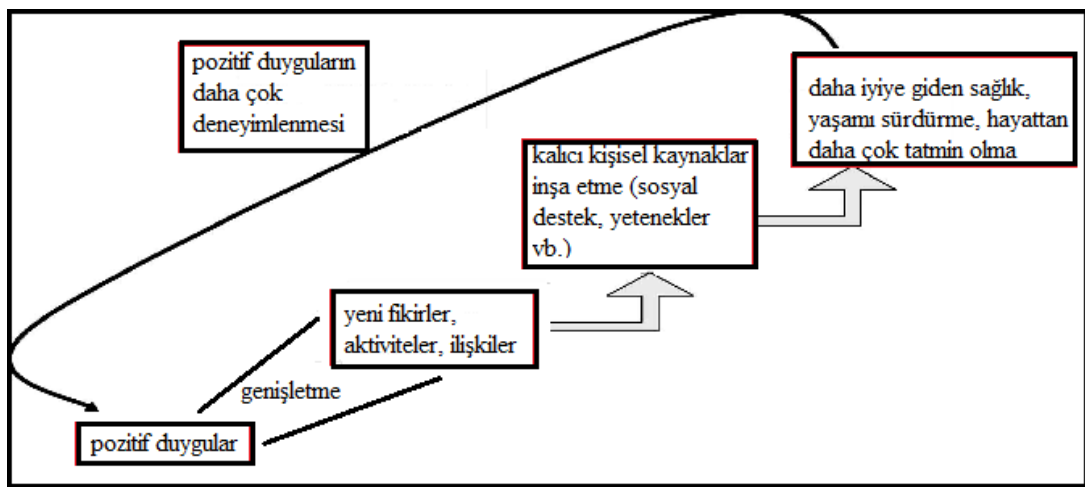 pozitif duyguların
daha çok
deneyimlenmesi
daha iyiye giden sağlık,
yaşamı sürdürme, hayattan
daha çok tatmin olma
kalıcı kişisel kaynaklar
inşa etme (sosyal
destek, yetenekler
vb.)
yeni fikirler,
aktiviteler, ilişkiler
genişletme
pozitif duygular